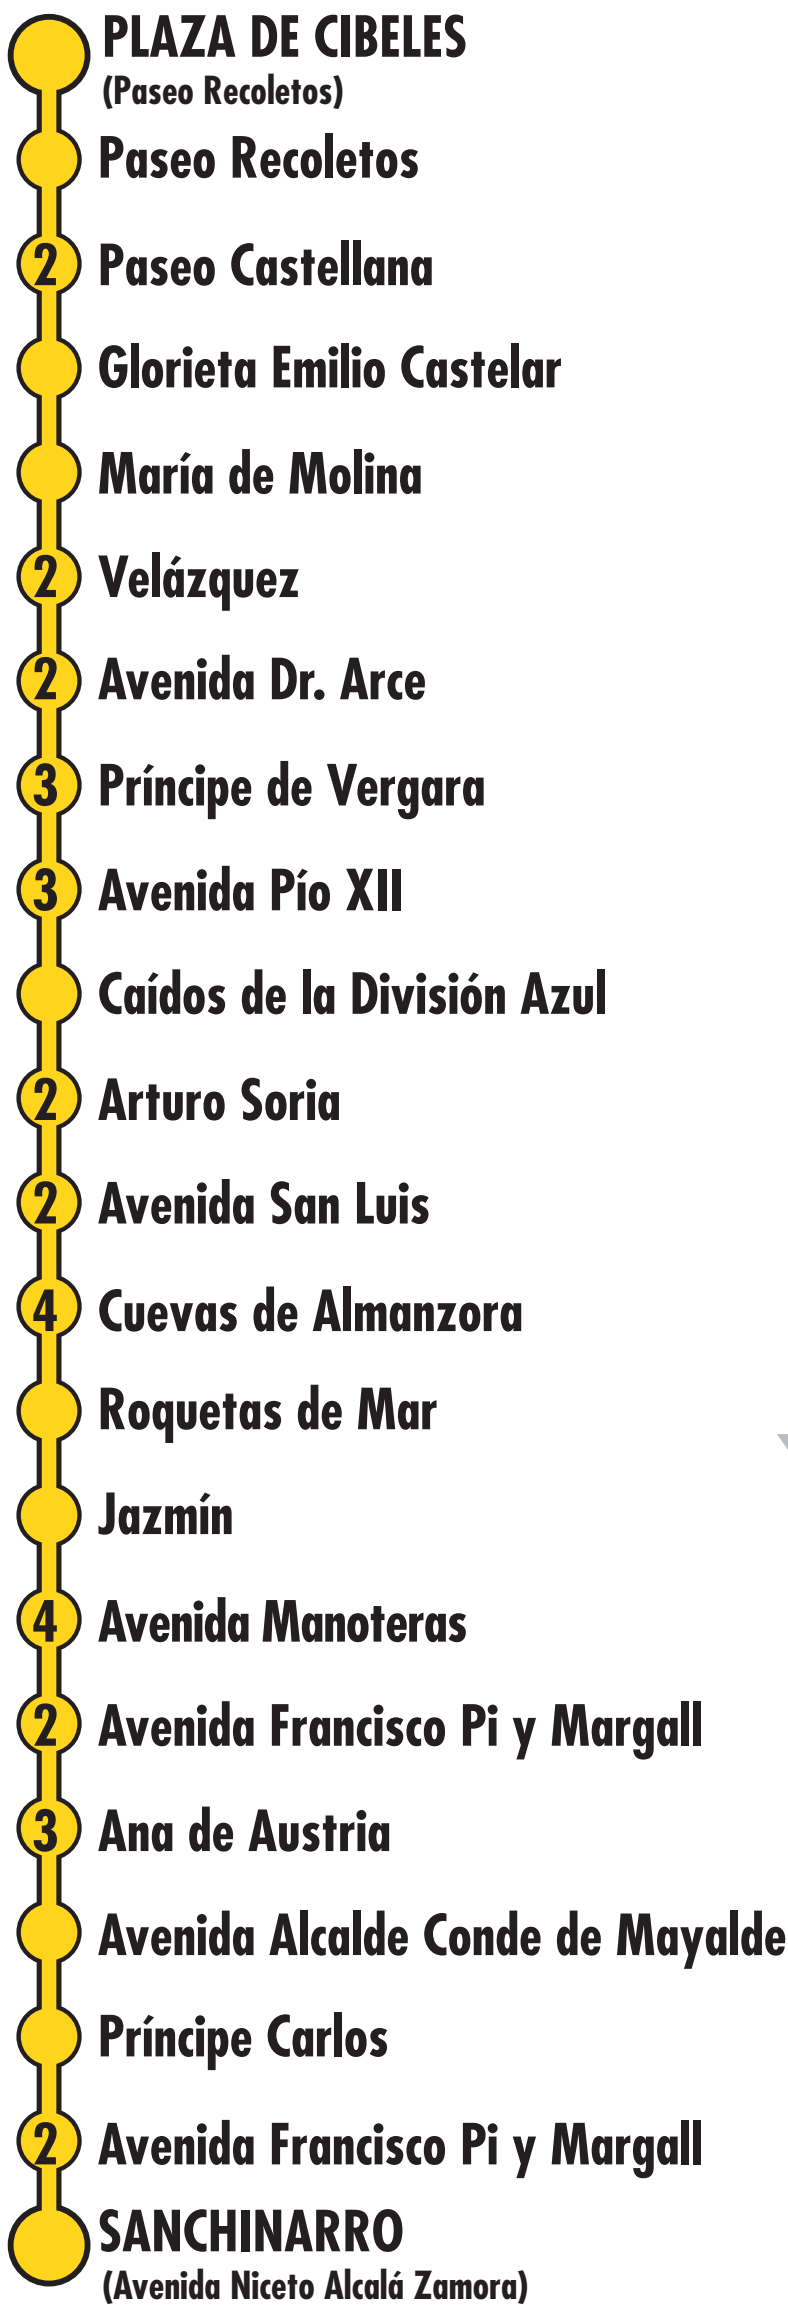 PLAZA DE CIBELES
(Paseo Recoletos)
Paseo Recoletos
2 Paseo Castellana
Glorieta Emilio Castelar
María de Molina
2 Velázquez
2 Avenida Dr. Arce
3 Príncipe de Vergara
3 Avenida Pío XII
Caídos de la División Azul
2 Arturo Soria
2 Avenida San Luis
4 Cuevas de Almanzora
Roquetas de Mar
Jazmín
4 Avenida Manoteras
2 Avenida Francisco Pi y Margall
3 Ana de Austria
Avenida Alcalde Conde de Mayalde
Príncipe Carlos
2 Avenida Francisco Pi y Margall
SANCHINARRO
(Avenida Niceto Alcalá Zamora)